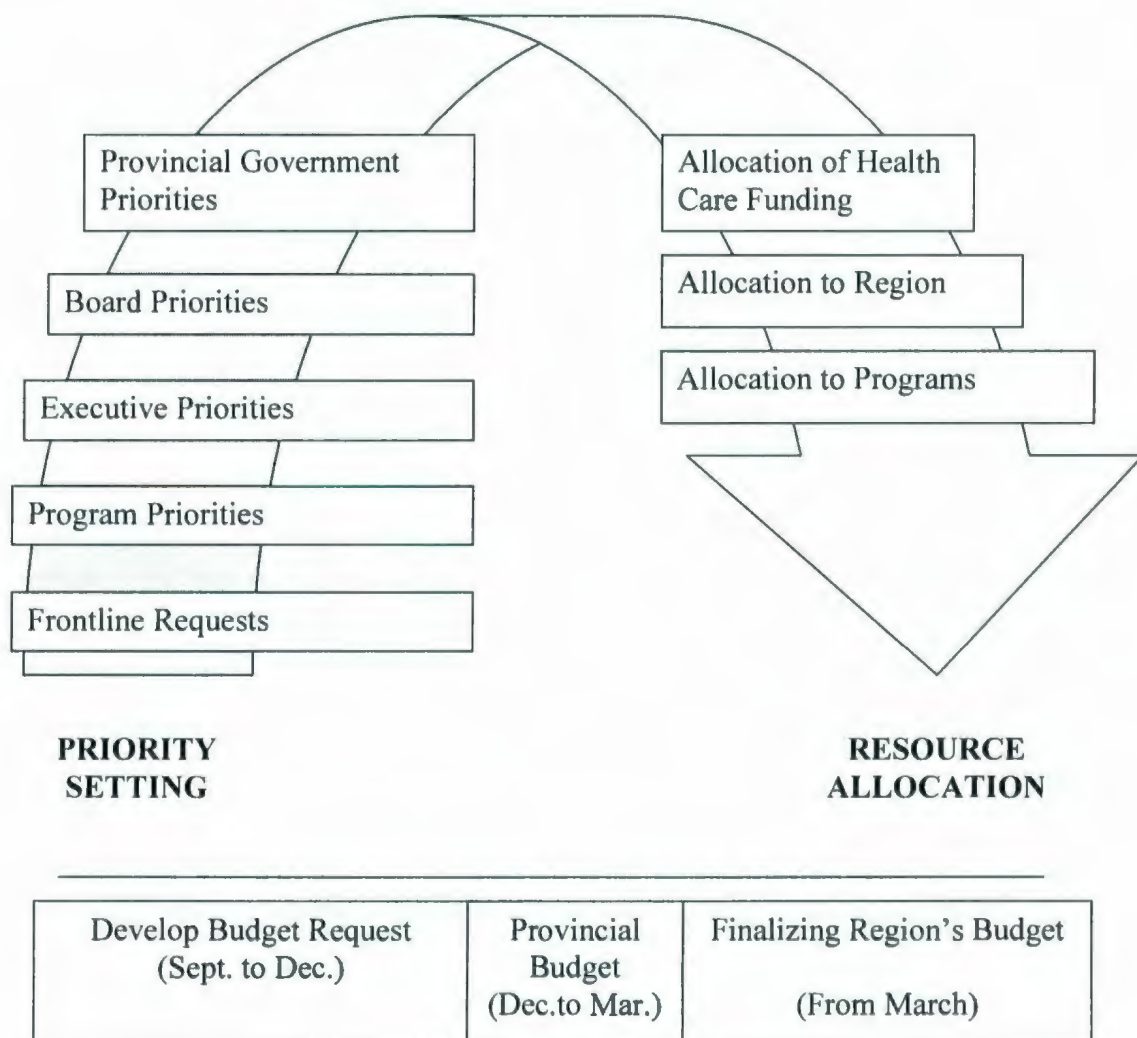 Provincial Government
Priorities
Board Priorities
Executive Priorities
Program Priorities
Frontline Requests
Allocation of Health
Care Funding
Allocation to Region
Allocation to Programs
PRIORITY
SETTING
RESOURCE
ALLOCATION
Develop Budget Request
(Sept. to Dec.)
Provincial
Budget
(Dec.to Mar.)
Finalizing Region's Budget
(From March)